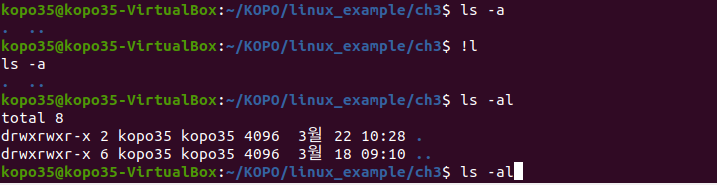 kopo35@kopo35-VirtualBox:~/KOPO/linux_example/ch3$ ls -a
.  ..
kopo35@kopo35-VirtualBox:~/KOPO/linux_example/ch3$ !l
ls -a
.  ..
kopo35@kopo35-VirtualBox:~/KOPO/linux_example/ch3$ ls -al
total 8
drwxrwxr-x 2 kopo35 kopo35 4096  3월 22 10:28 .
drwxrwxr-x 6 kopo35 kopo35 4096  3월 18 09:10 ..
kopo35@kopo35-VirtualBox:~/KOPO/linux_example/ch3$ ls -al